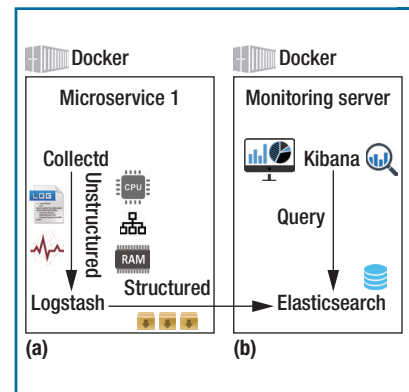 Docker
Microservice 1
Collectd
Unstructured
LOG
CPU
RAM
Logstash
Structured
(a)
Docker
Monitoring server
Kibana
Query
Elasticsearch
(b)